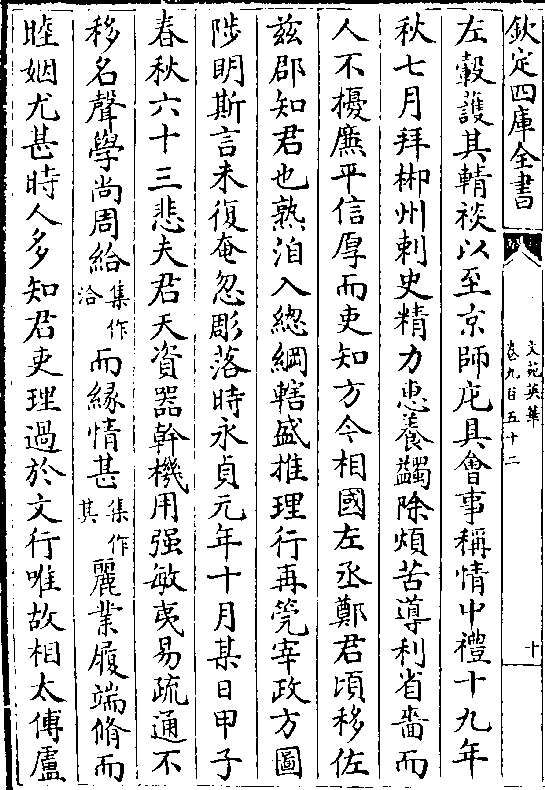 欽定四庫全書
文苑英華
卷九百五十二
十
左轂護其輤禭以至京師庀具會事稱情中禮十九年
秋七月拜郴州刺史精力惠養蠲除煩苦導利省嗇而
人不擾廉平信厚而吏知方今相國左丞鄭君頃移佐
兹郡知君也熟洎入總綱轄盛推理行再筦宰政方圖
陟明斯言未復奄忽彫落時永貞元年十月某日甲子
春秋六十三悲夫君天資器幹機用强敏夷易疏通不
移名聲學尚周給集作洽而緣情甚集作其麗業履端脩而
睦姻尤甚時人多知君吏理過於文行唯故相太傅盧